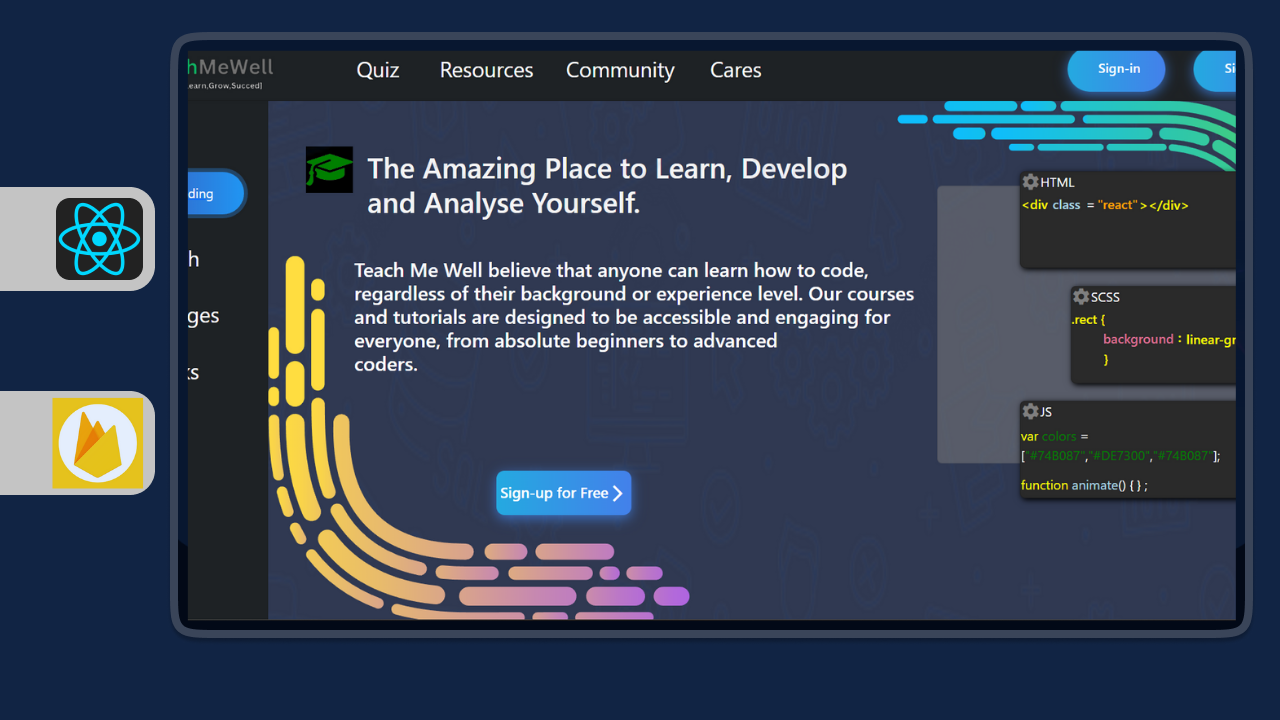 hMeWell
earn,Grow,Succed]
Quiz Resources Community Cares
Sign-in
The Amazing Place to Learn, Develop
and Analyse Yourself.
ding
h
ges
ks
Teach Me Well believe that anyone can learn how to code,
regardless of their background or experience level. Our courses
and tutorials are designed to be accessible and engaging for
everyone, from absolute beginners to advanced
coders.
Sign-up for Free
HTML
<div class = "react" > </div>
SCSS
.rect {
background : linear-gr
}
JS
var colors =
["#74B087","#DE7300","#74B087"];
function animate() { } ;